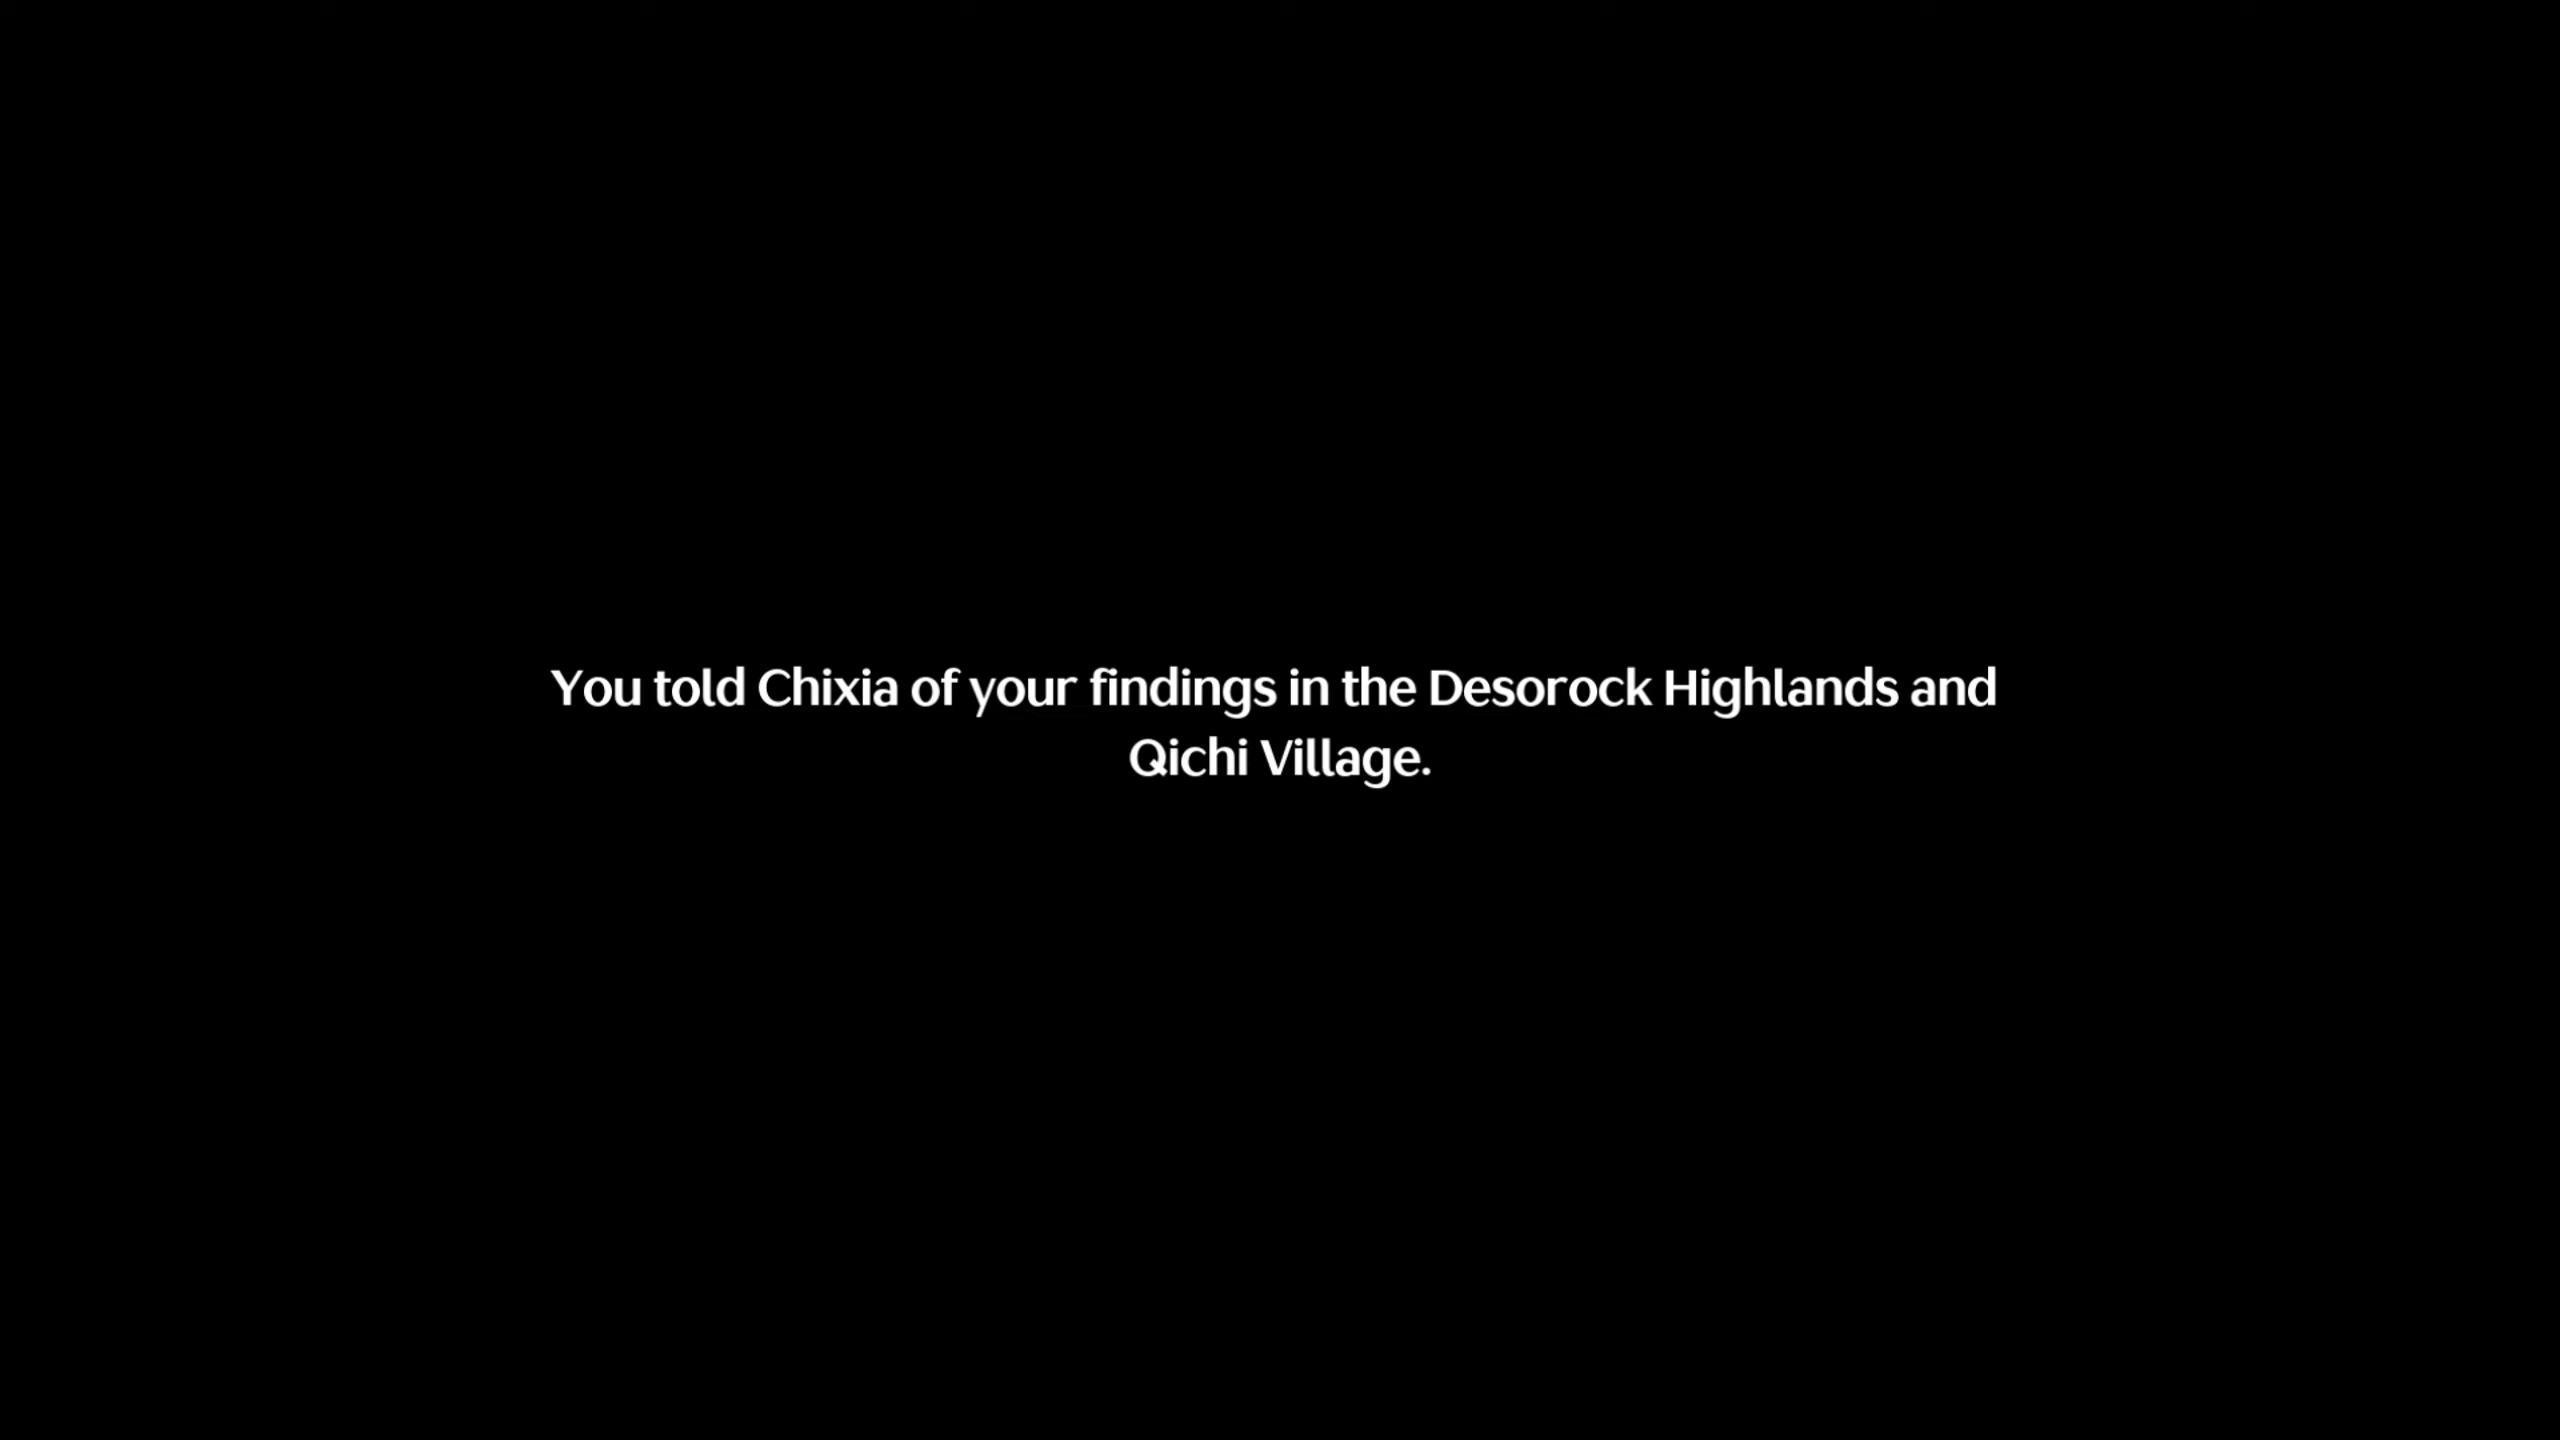 You told Chixia of your findings in the Desorock Highlands and
Qichi Village.